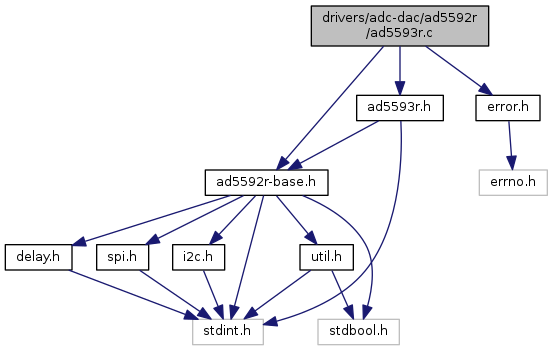 drivers/adc-dac/ad5592r
/ad5593r.c
ad5593r.h
error.h
ad5592r-base.h
errno.h
delay.h
spi.h
i2c.h
util.h
stdint.h
stdbool.h